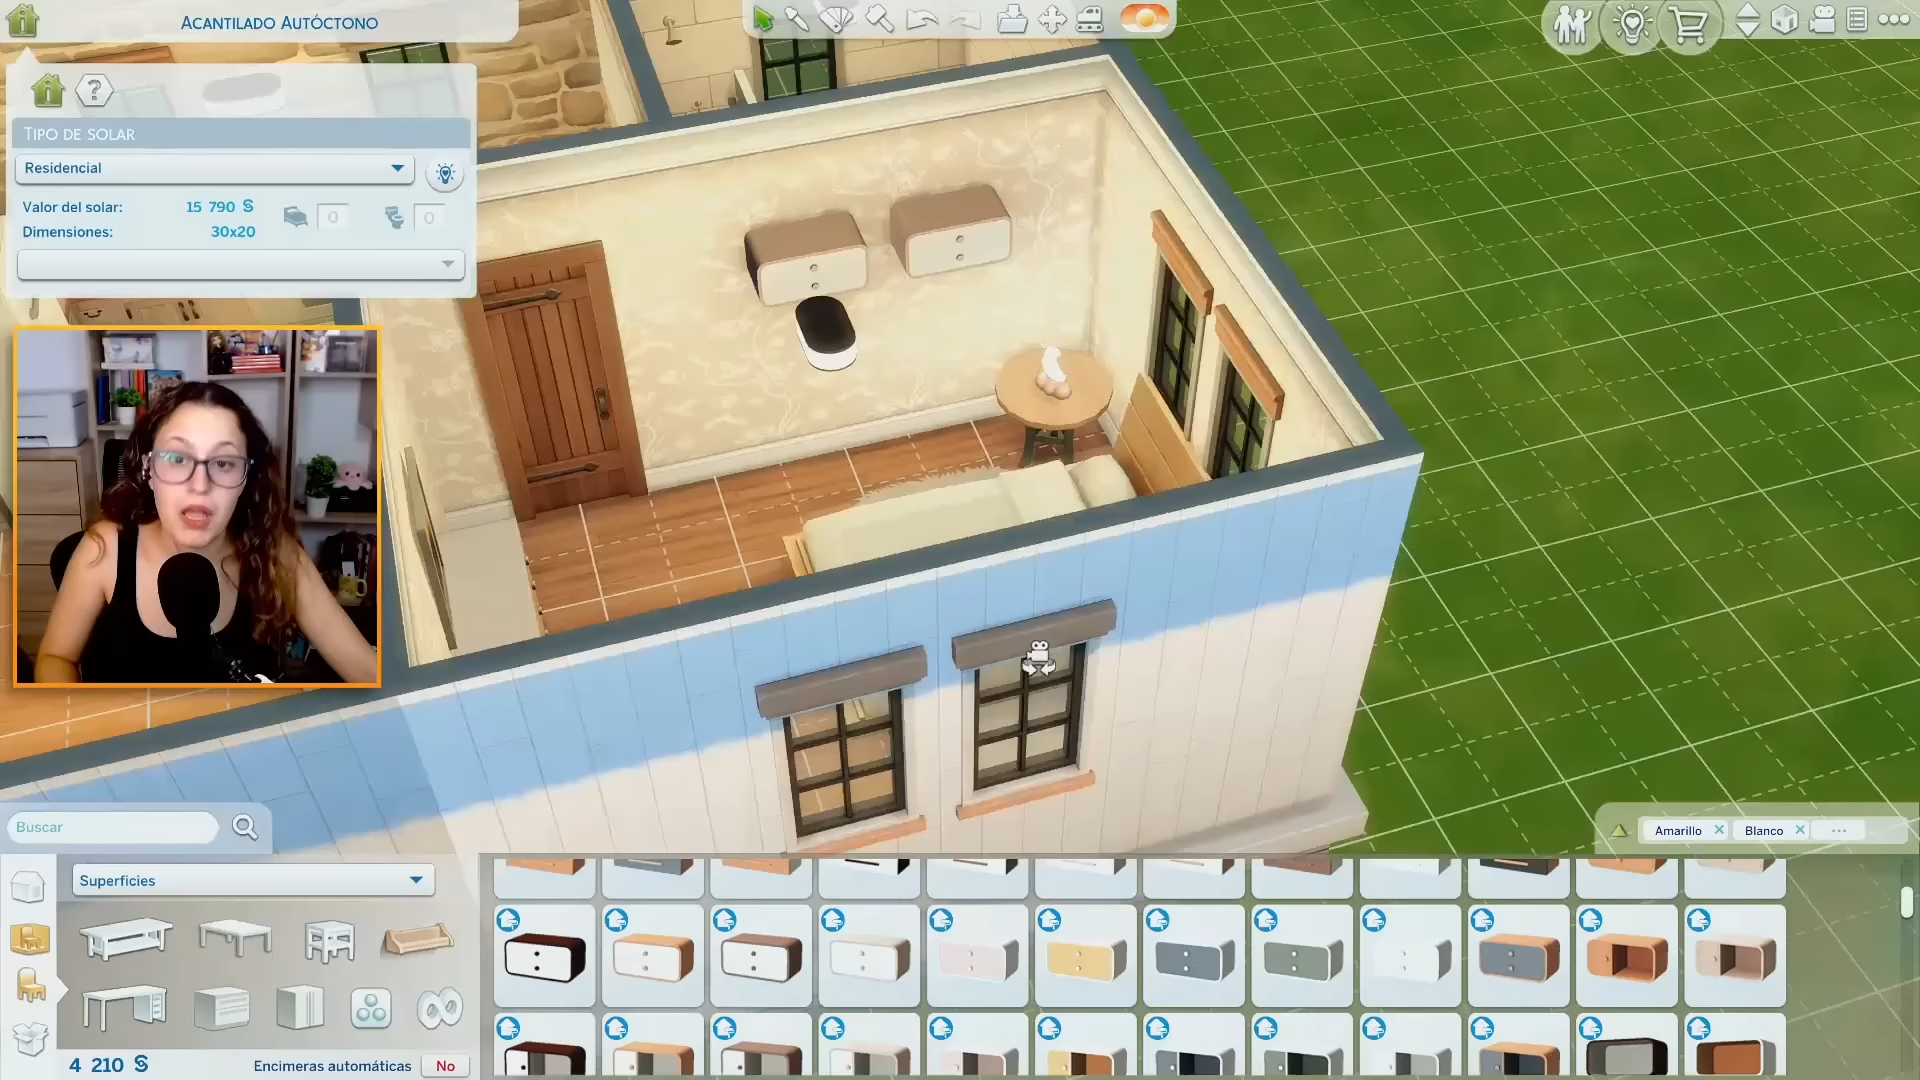 Acantilado Autóctono
?
Tipo de solar
Residencial
Valor del solar: 15 790 §
0
0
Dimensiones: 30x20
Buscar
Amarillo
Blanco
...
Superficies
4 210 §
Encimeras automáticas No